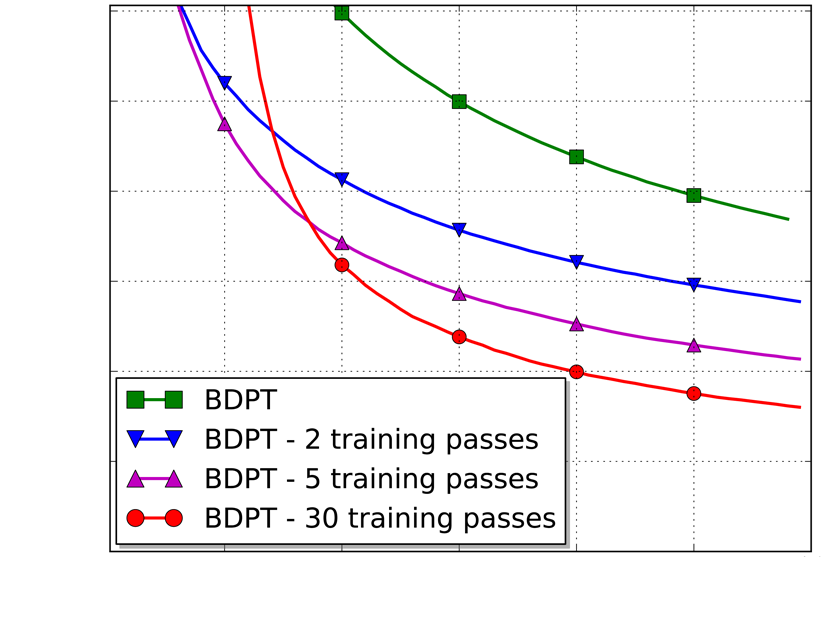 BDPT
BDPT - 2 training passes
BDPT - 5 training passes
BDPT - 30 training passes